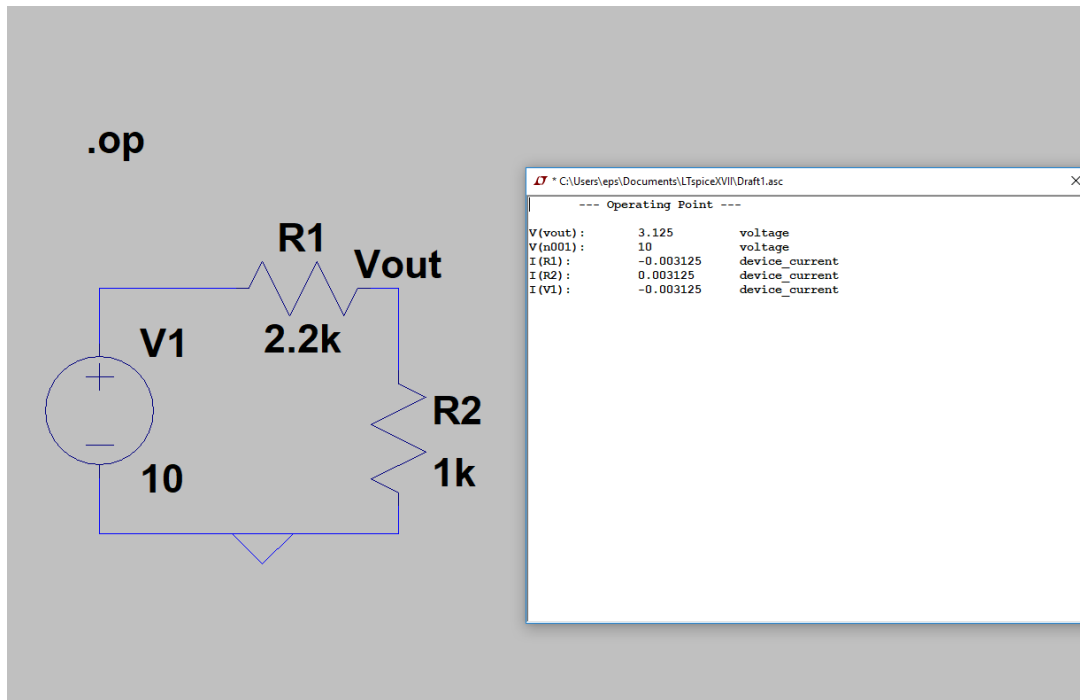 .op
R1
Vout
2.2k
V1
10
R2
1k
* C:\Users\eps\Documents\LTspiceXVII\Draft1.asc
--- Operating Point ---
V(vout): 3.125 voltage
V(n001): 10 voltage
I(R1): -0.003125 device_current
I(R2): 0.003125 device_current
I(V1): -0.003125 device_current